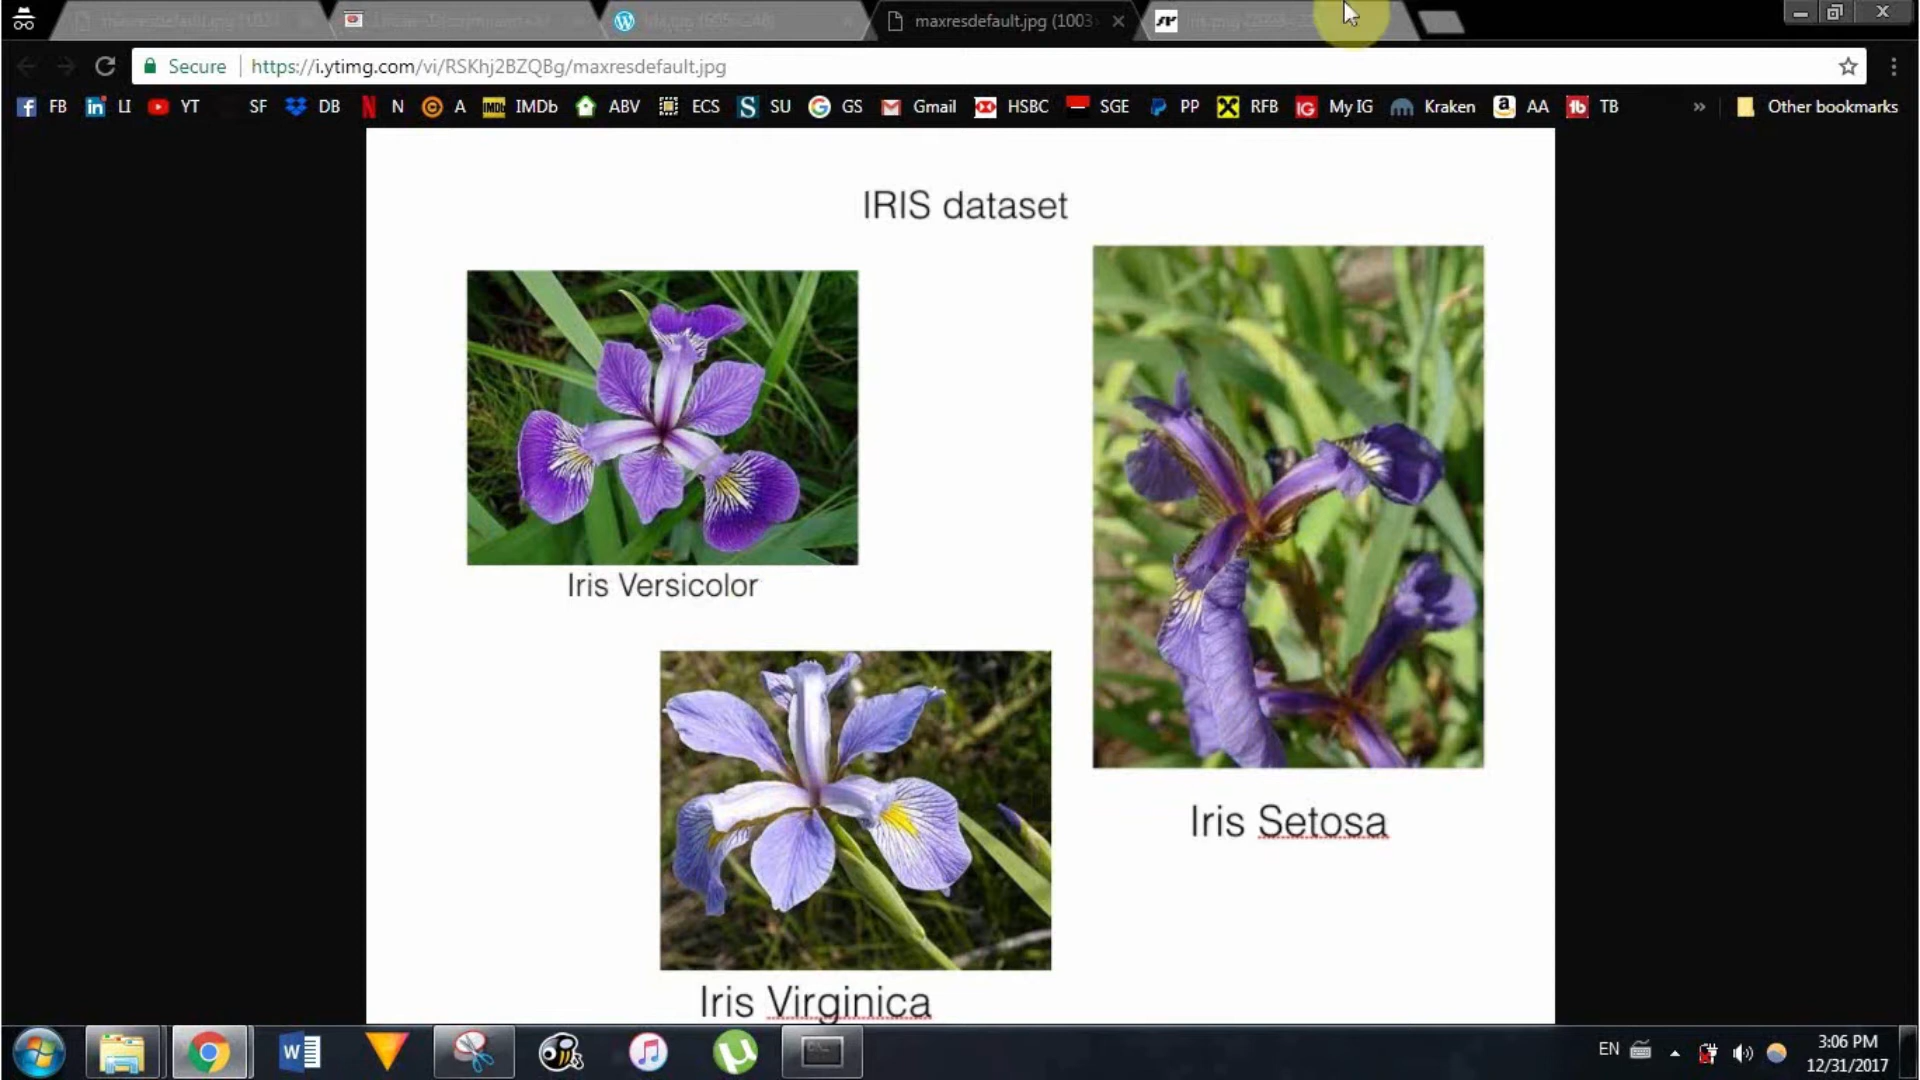 maxresdefault.jpg (1003
Secure https://i.ytimg.com/vi/RSKhj2BZQBg/maxresdefault.jpg
FB LI YT SF DB N A IMDb ABV ECS SU GS Gmail HSBC SGE PP RFB My IG Kraken AA TB » Other bookmarks
IRIS dataset
Iris Versicolor
Iris Setosa
Iris Virginica
EN
3:06 PM
12/31/2017